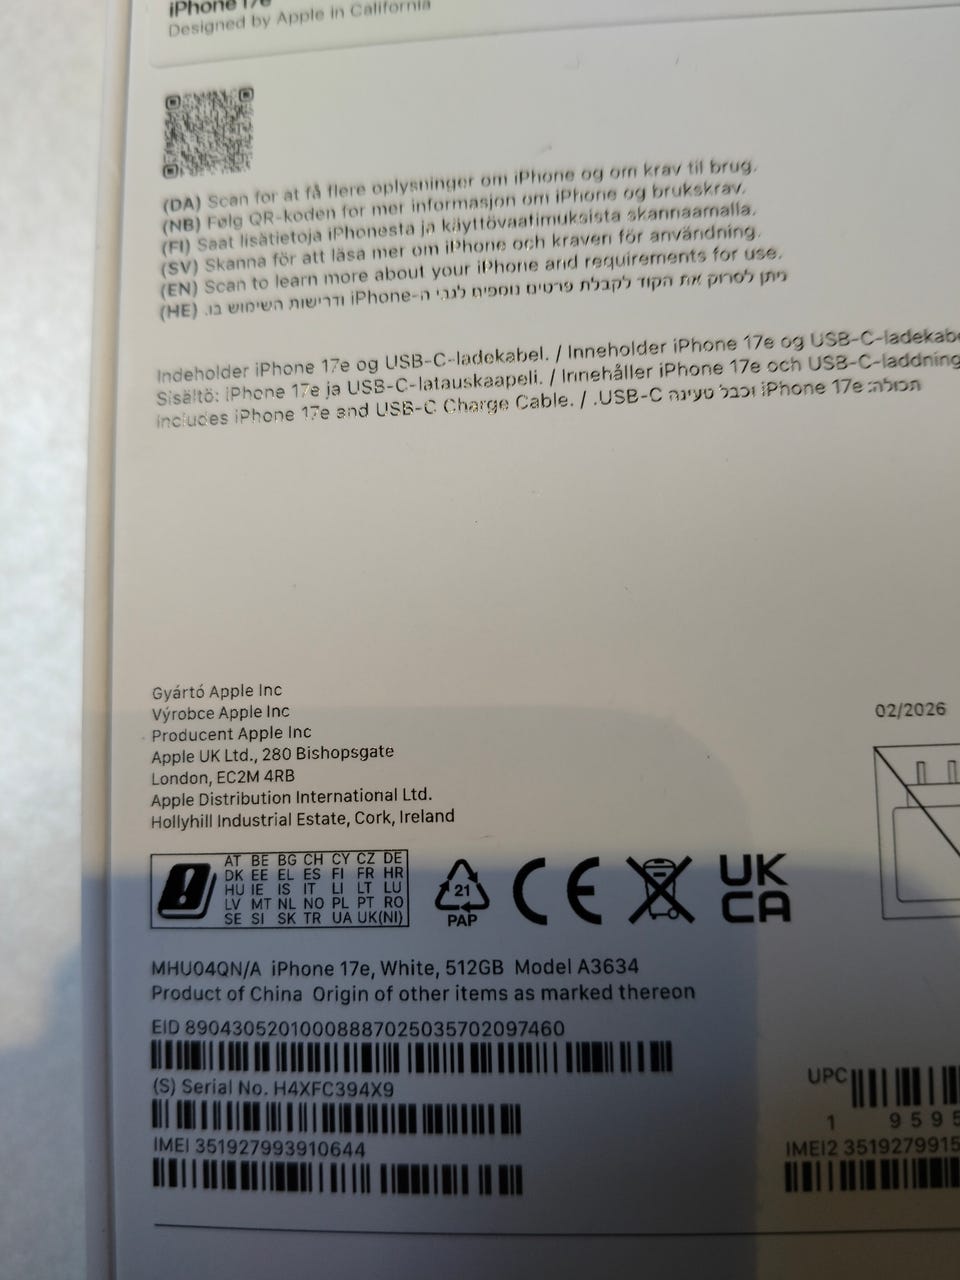 iPhone 17e
Designed by Apple in California
(DA) Scan for at få flere oplysninger om iPhone og om krav til brug.
(NB) Følg QR-koden for mer informasjon om iPhone og brukskrav.
(FI) Saat lisätietoja iPhonesta ja käyttövaatimuksista skannaamalla.
(SV) Skanna för att läsa mer om iPhone och kraven för användning.
(EN) Scan to learn more about your iPhone and requirements for use.
(HE) ניתן לסרוק את הקוד לקבלת פרטים נוספים לגבי ה-iPhone ודרישות השימוש בו.
Indeholder iPhone 17e og USB-C-ladekabel. / Inneholder iPhone 17e og USB-C-ladekabe
Sisältö: iPhone 17e ja USB-C-latauskaapeli. / Innehåller iPhone 17e och USB-C-laddning
Includes iPhone 17e and USB-C Charge Cable. / תכולה: iPhone 17e וכבל טעינה USB-C.
Gyártó Apple Inc
Výrobce Apple Inc
Producent Apple Inc
Apple UK Ltd., 280 Bishopsgate
London, EC2M 4RB
Apple Distribution International Ltd.
Hollyhill Industrial Estate, Cork, Ireland
02/2026
AT BE BG CH CY CZ DE
DK EE EL ES FI FR HR
HU IE IS IT LI LT LU
LV MT NL NO PL PT RO
SE SI SK TR UA UK(NI)
21
PAP
CE
UK
CA
MHU04QN/A iPhone 17e, White, 512GB Model A3634
Product of China Origin of other items as marked thereon
EID 89043052010008887025035702097460
(S) Serial No. H4XFC394X9
IMEI 351927993910644
UPC
1 9595
IMEI2 3519279915